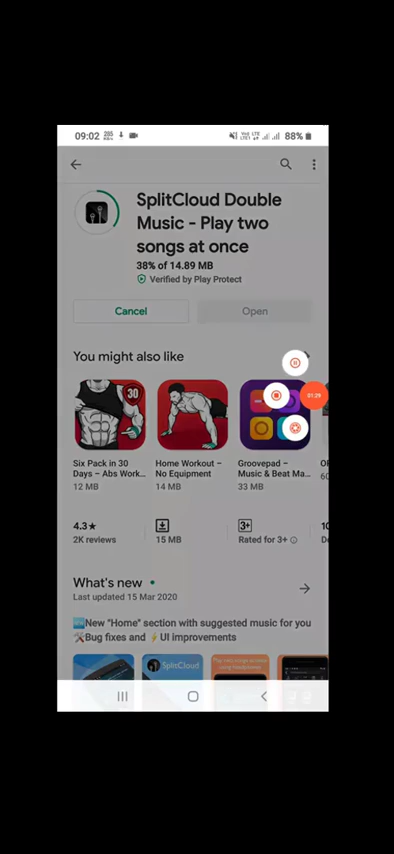 09:02 285 KB/s VoLTE LTE1 88%
SplitCloud Double
Music - Play two
songs at once
38% of 14.89 MB
Verified by Play Protect
Cancel Open
You might also like
01:29
30
Six Pack in 30
Days – Abs Work...
12 MB
Home Workout –
No Equipment
14 MB
Groovepad –
Music & Beat Ma...
33 MB
4.3★
2K reviews
15 MB
3+
Rated for 3+
What's new
Last updated 15 Mar 2020
🆕New "Home" section with suggested music for you
🛠Bug fixes and ⚡UI improvements
SplitCloud